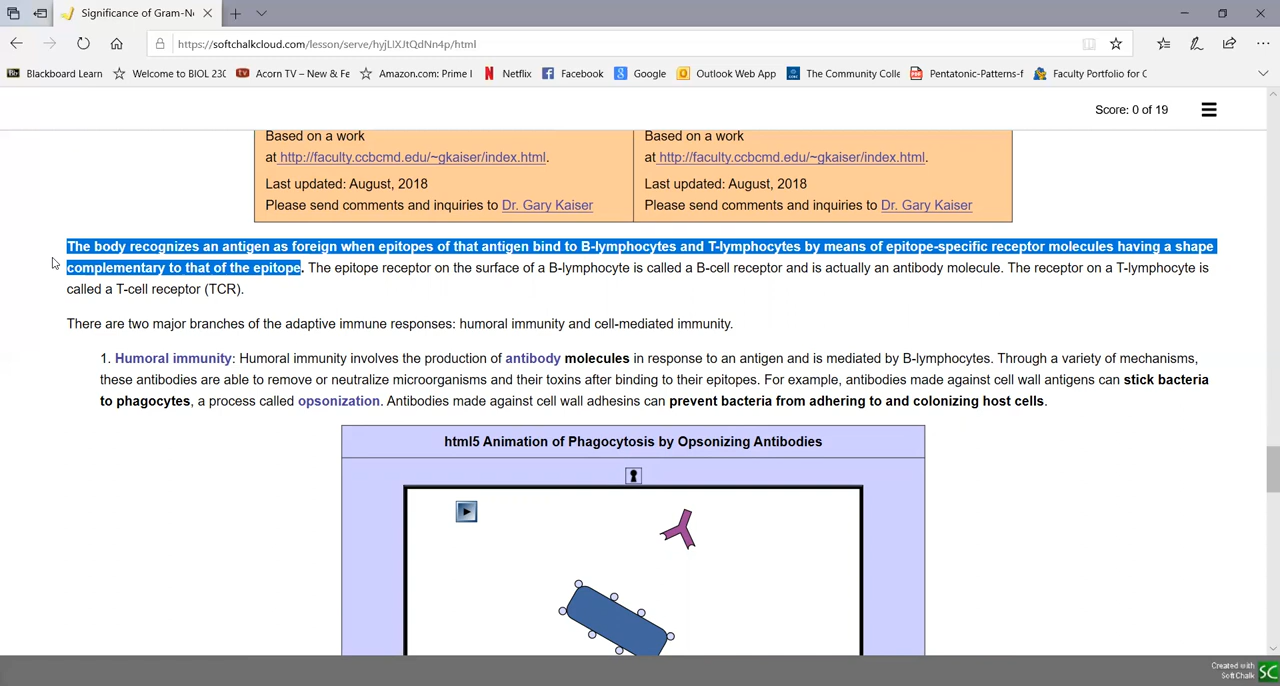 Significance of Gram-Ne
https://softchalkcloud.com/lesson/serve/hyjLlXJtQdNn4p/html
Blackboard Learn Welcome to BIOL 230 Acorn TV – New & Fe Amazon.com: Prime I Netflix Facebook Google Outlook Web App The Community Colle Pentatonic-Patterns-f Faculty Portfolio for C
Score: 0 of 19
Based on a work
at http://faculty.ccbcmd.edu/~gkaiser/index.html.
Last updated: August, 2018
Please send comments and inquiries to Dr. Gary Kaiser
Based on a work
at http://faculty.ccbcmd.edu/~gkaiser/index.html.
Last updated: August, 2018
Please send comments and inquiries to Dr. Gary Kaiser
The body recognizes an antigen as foreign when epitopes of that antigen bind to B-lymphocytes and T-lymphocytes by means of epitope-specific receptor molecules having a shape
complementary to that of the epitope. The epitope receptor on the surface of a B-lymphocyte is called a B-cell receptor and is actually an antibody molecule. The receptor on a T-lymphocyte is
called a T-cell receptor (TCR).
There are two major branches of the adaptive immune responses: humoral immunity and cell-mediated immunity.
1. Humoral immunity: Humoral immunity involves the production of antibody molecules in response to an antigen and is mediated by B-lymphocytes. Through a variety of mechanisms,
these antibodies are able to remove or neutralize microorganisms and their toxins after binding to their epitopes. For example, antibodies made against cell wall antigens can stick bacteria
to phagocytes, a process called opsonization. Antibodies made against cell wall adhesins can prevent bacteria from adhering to and colonizing host cells.
html5 Animation of Phagocytosis by Opsonizing Antibodies
Created with
SoftChalk
SC